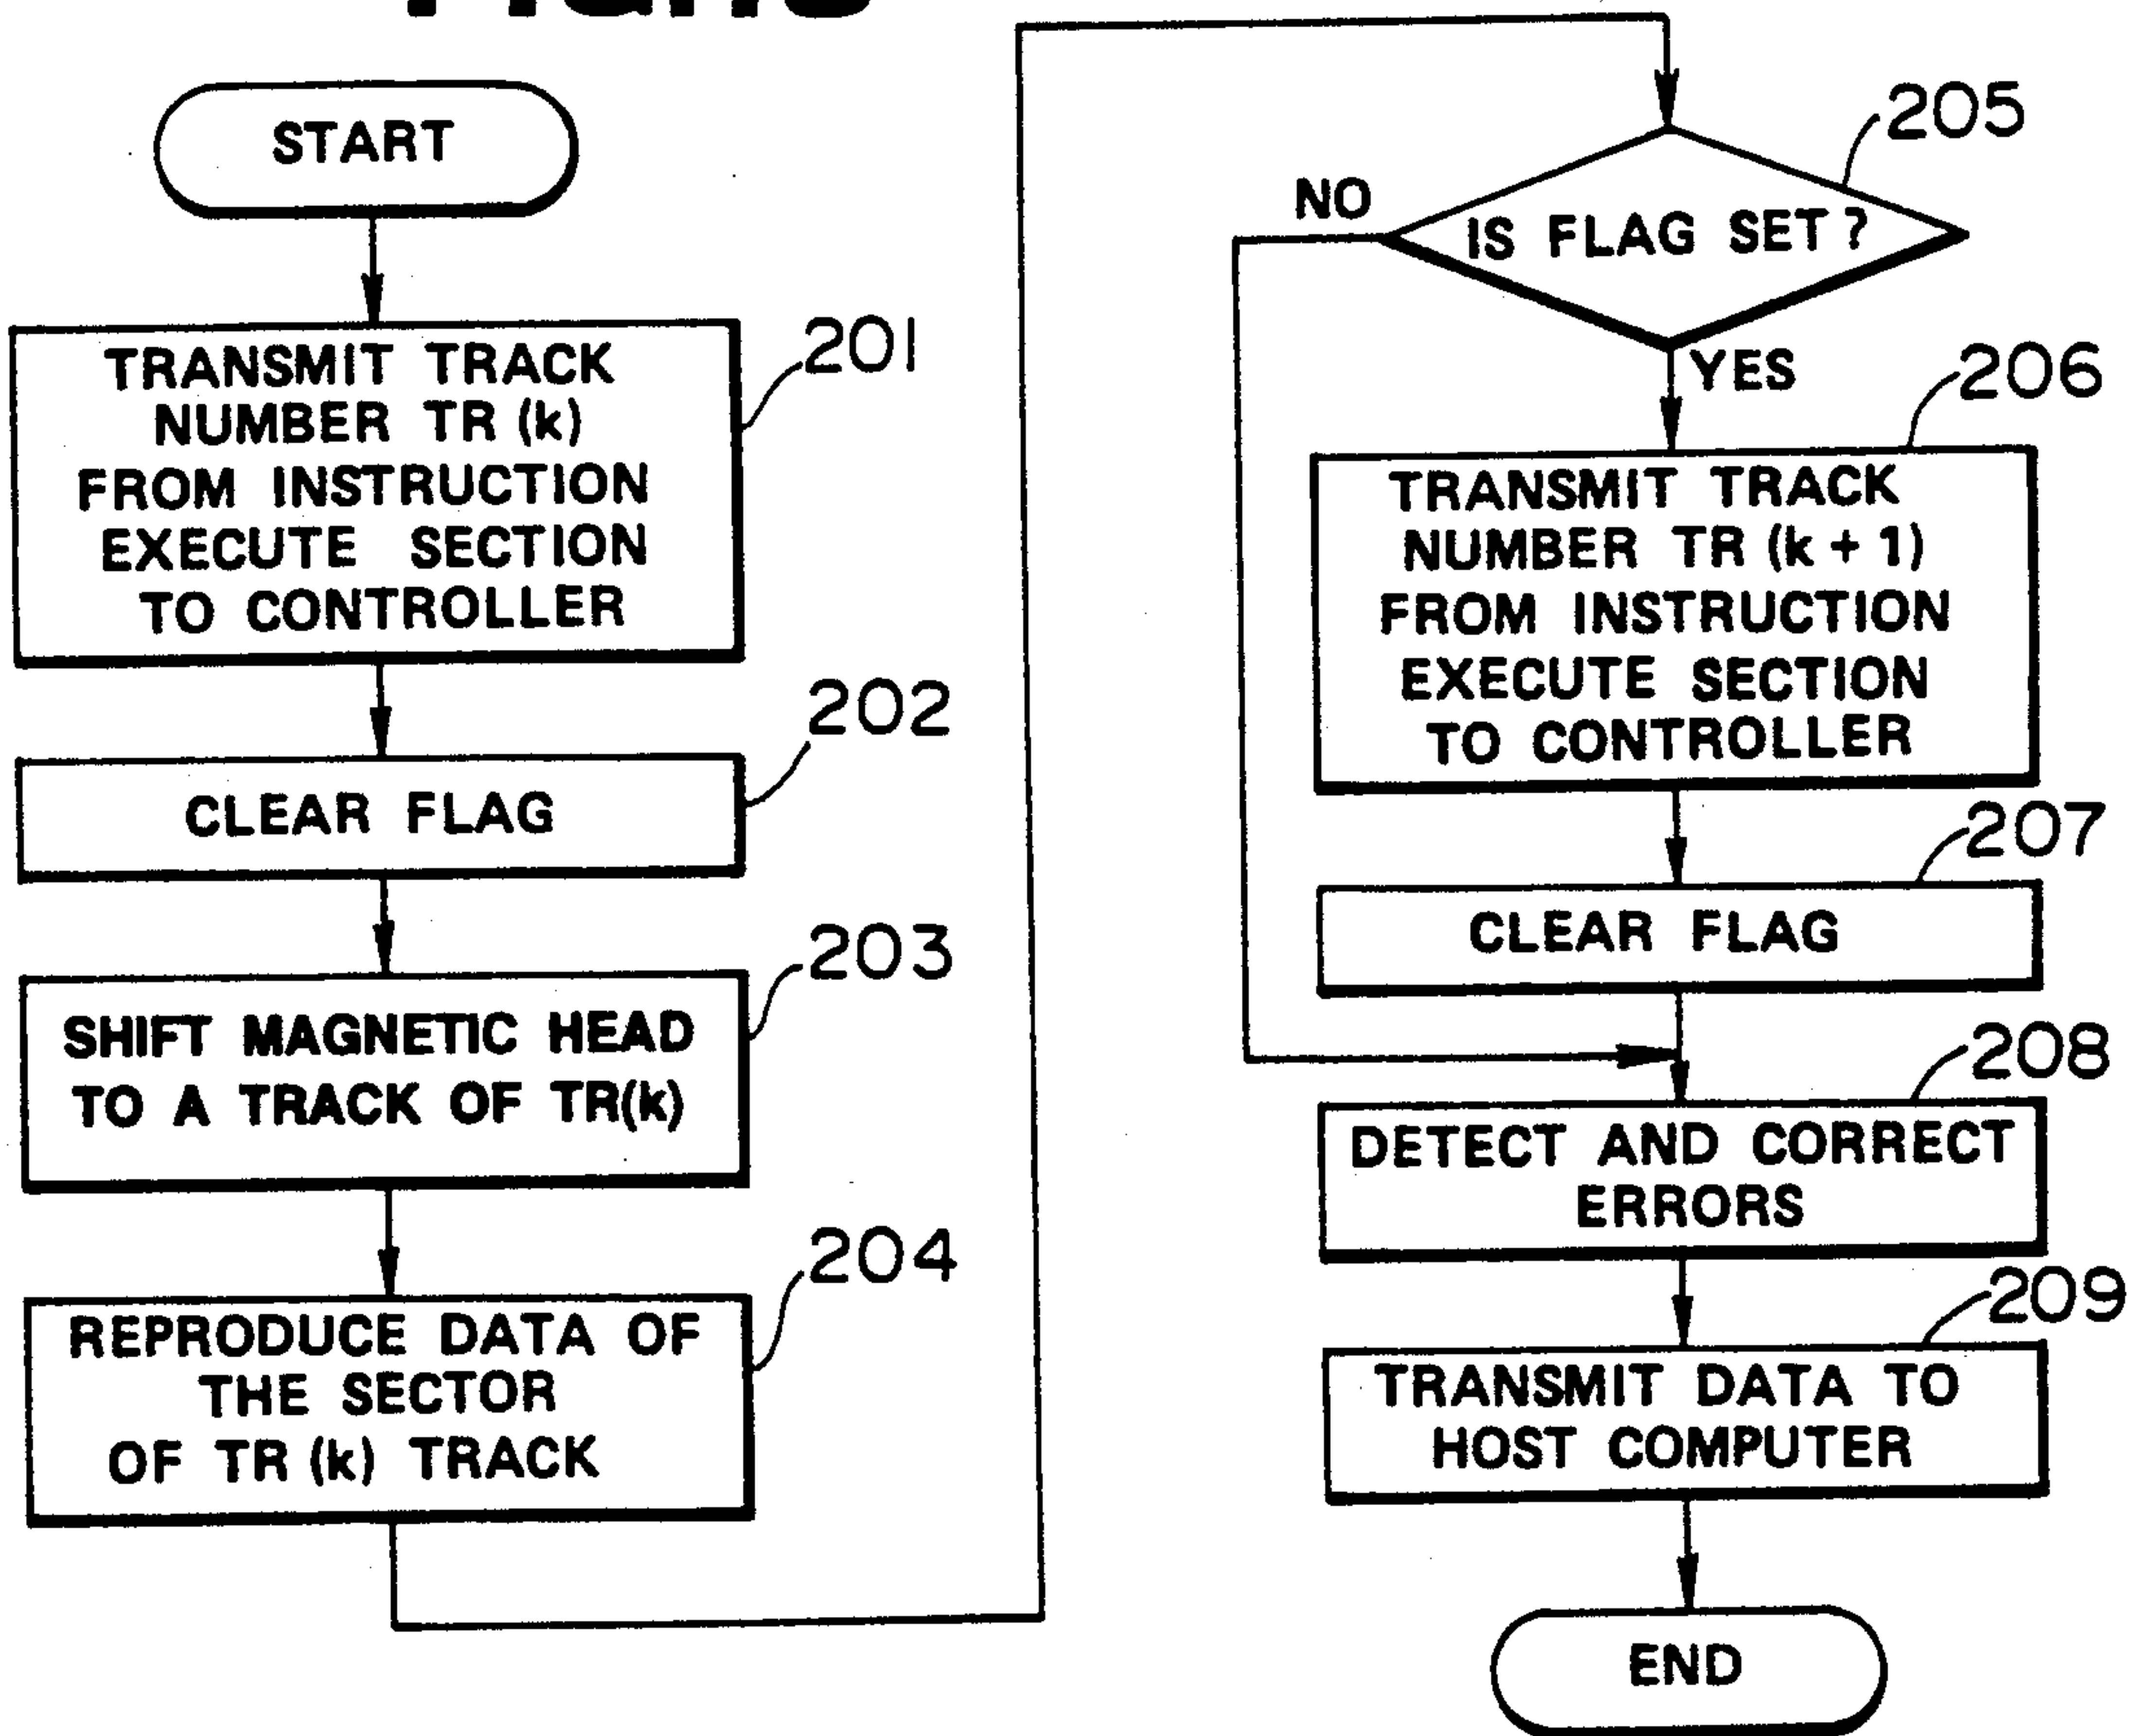 START
TRANSMIT TRACK
NUMBER TR (k)
FROM INSTRUCTION
EXECUTE SECTION
TO CONTROLLER
201
CLEAR FLAG
202
SHIFT MAGNETIC HEAD
TO A TRACK OF TR(k)
203
REPRODUCE DATA OF
THE SECTOR
OF TR (k) TRACK
204
IS FLAG SET ?
205
NO
YES
TRANSMIT TRACK
NUMBER TR (k + 1)
FROM INSTRUCTION
EXECUTE SECTION
TO CONTROLLER
206
CLEAR FLAG
207
DETECT AND CORRECT
ERRORS
208
TRANSMIT DATA TO
HOST COMPUTER
209
END